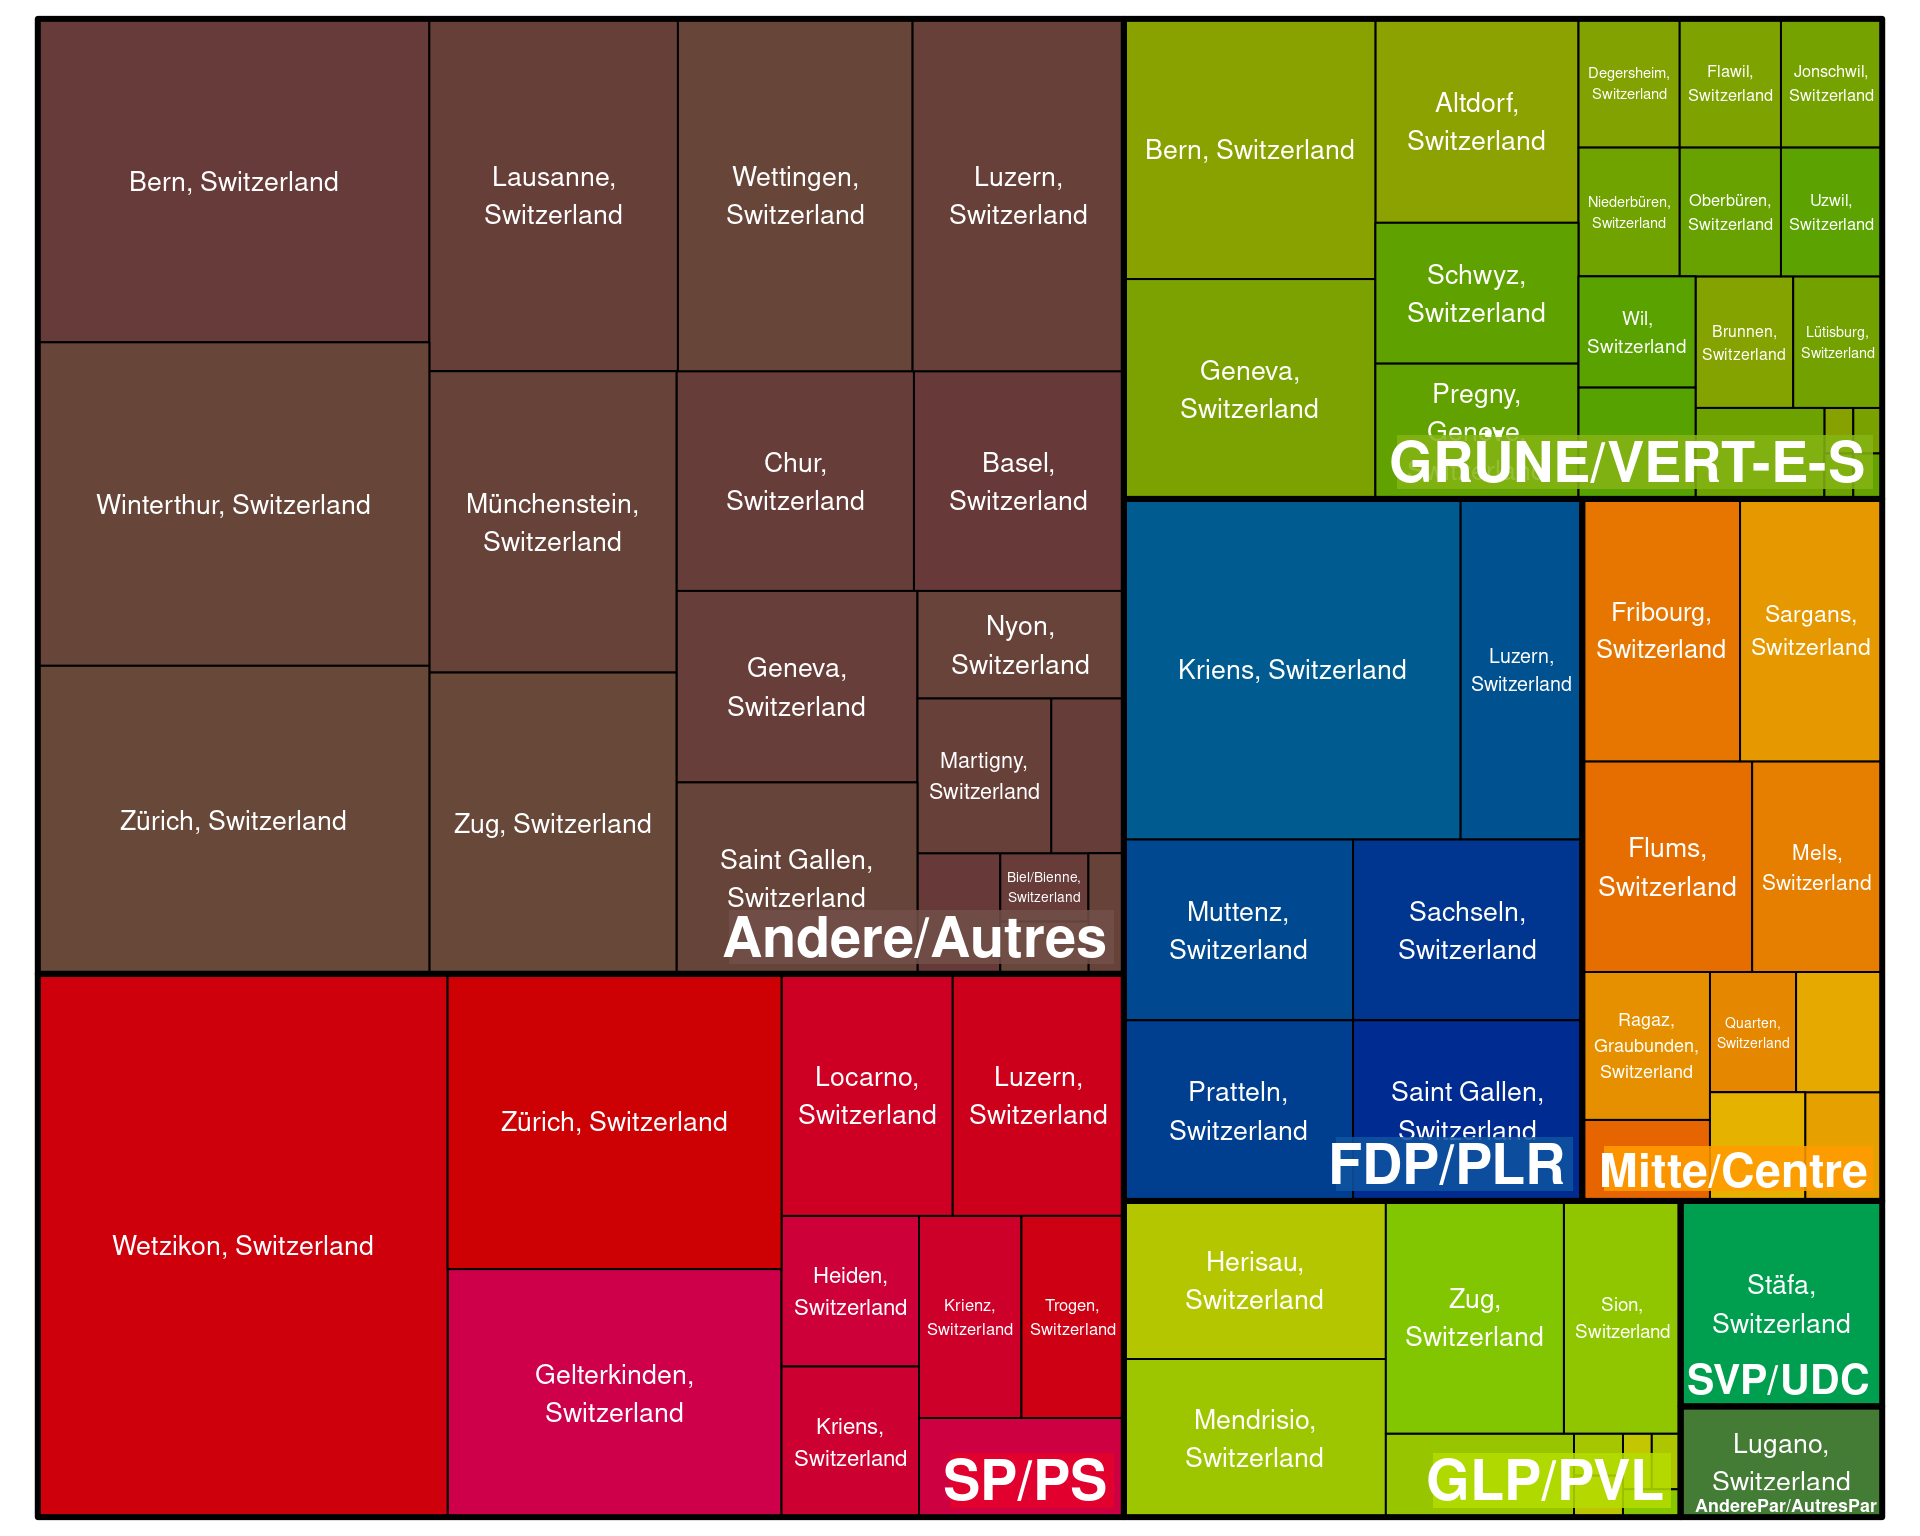 Bern, Switzerland
Lausanne,
Switzerland
Wettingen,
Switzerland
Luzern,
Switzerland
Winterthur, Switzerland
Münchenstein,
Switzerland
Chur,
Switzerland
Basel,
Switzerland
Geneva,
Switzerland
Nyon,
Switzerland
Martigny,
Switzerland
Zürich, Switzerland
Zug, Switzerland
Saint Gallen,
Switzerland
Biel/Bienne,
Switzerland
Andere/Autres
Bern, Switzerland
Altdorf,
Switzerland
Degersheim,
Switzerland
Flawil,
Switzerland
Jonschwil,
Switzerland
Niederbüren,
Switzerland
Oberbüren,
Switzerland
Uzwil,
Switzerland
Geneva,
Switzerland
Schwyz,
Switzerland
Wil,
Switzerland
Brunnen,
Switzerland
Lütisburg,
Switzerland
Pregny,
Geneve,
GRÜNE/VERT-E-S
Kriens, Switzerland
Luzern,
Switzerland
Muttenz,
Switzerland
Sachseln,
Switzerland
Pratteln,
Switzerland
Saint Gallen,
Switzerland
FDP/PLR
Fribourg,
Switzerland
Sargans,
Switzerland
Flums,
Switzerland
Mels,
Switzerland
Ragaz,
Graubunden,
Switzerland
Quarten,
Switzerland
Mitte/Centre
Wetzikon, Switzerland
Zürich, Switzerland
Gelterkinden,
Switzerland
Locarno,
Switzerland
Luzern,
Switzerland
Heiden,
Switzerland
Krienz,
Switzerland
Trogen,
Switzerland
Kriens,
Switzerland
SP/PS
Herisau,
Switzerland
Zug,
Switzerland
Sion,
Switzerland
Mendrisio,
Switzerland
GLP/PVL
Stäfa,
Switzerland
SVP/UDC
Lugano,
Switzerland
AnderePar/AutresPar